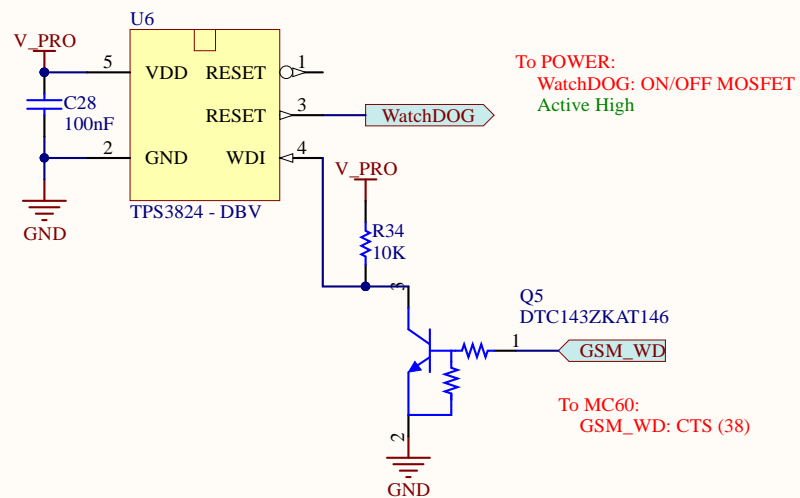 U6
V_PRO
5
VDD
RESET
1
C28
100nF
RESET
3
WatchDOG
2
GND
WDI
4
GND
TPS3824 - DBV
To POWER:
WatchDOG: ON/OFF MOSFET
Active High
V_PRO
R34
10K
3
Q5
DTC143ZKAT146
1
GSM_WD
2
GND
To MC60:
GSM_WD: CTS (38)